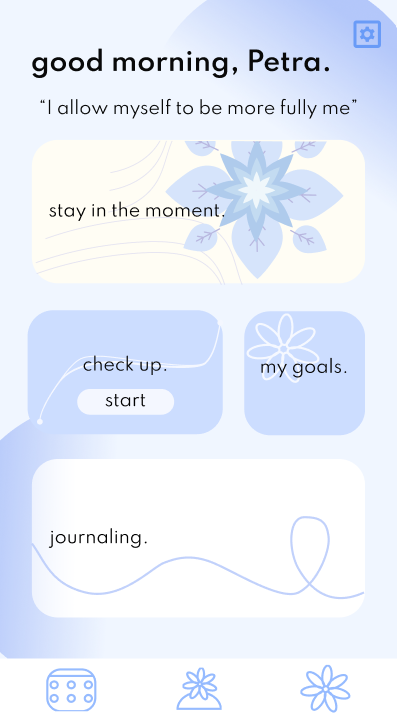 good morning, Petra.
“I allow myself to be more fully me”
stay in the moment.
check up.
start
my goals.
journaling.